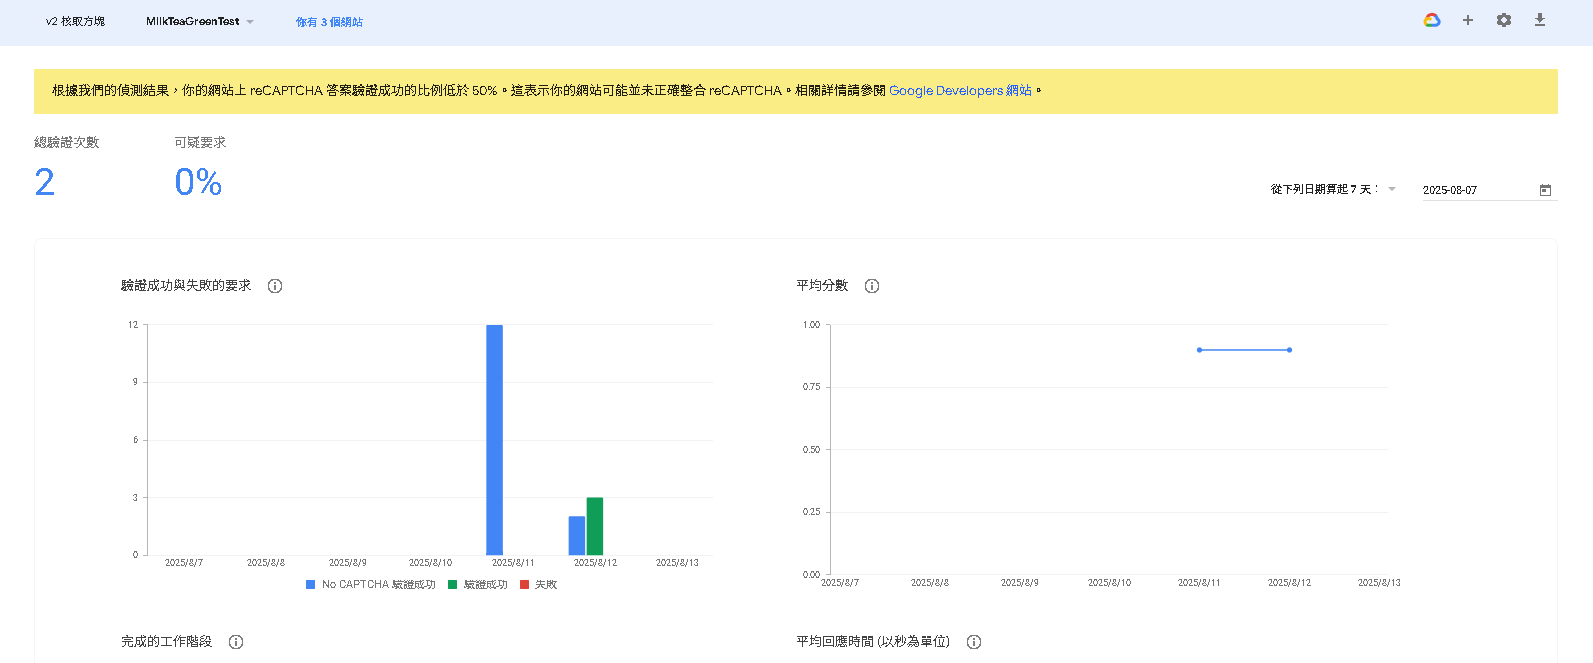 v2 核取方塊 MilkTeaGreenTest 你有 3 個網站
根據我們的偵測結果，你的網站上 reCAPTCHA 答案驗證成功的比例低於 50%。這表示你的網站可能並未正確整合 reCAPTCHA。相關詳情請參閱 Google Developers 網站。
總驗證次數 可疑要求
2 0%
從下列日期算起 7 天： 2025-08-07
驗證成功與失敗的要求
12
9
6
3
0
2025/8/7 2025/8/8 2025/8/9 2025/8/10 2025/8/11 2025/8/12 2025/8/13
No CAPTCHA 驗證成功 驗證成功 失敗
平均分數
1.00
0.75
0.50
0.25
0.00
2025/8/7 2025/8/8 2025/8/9 2025/8/10 2025/8/11 2025/8/12 2025/8/13
完成的工作階段
平均回應時間 (以秒為單位)